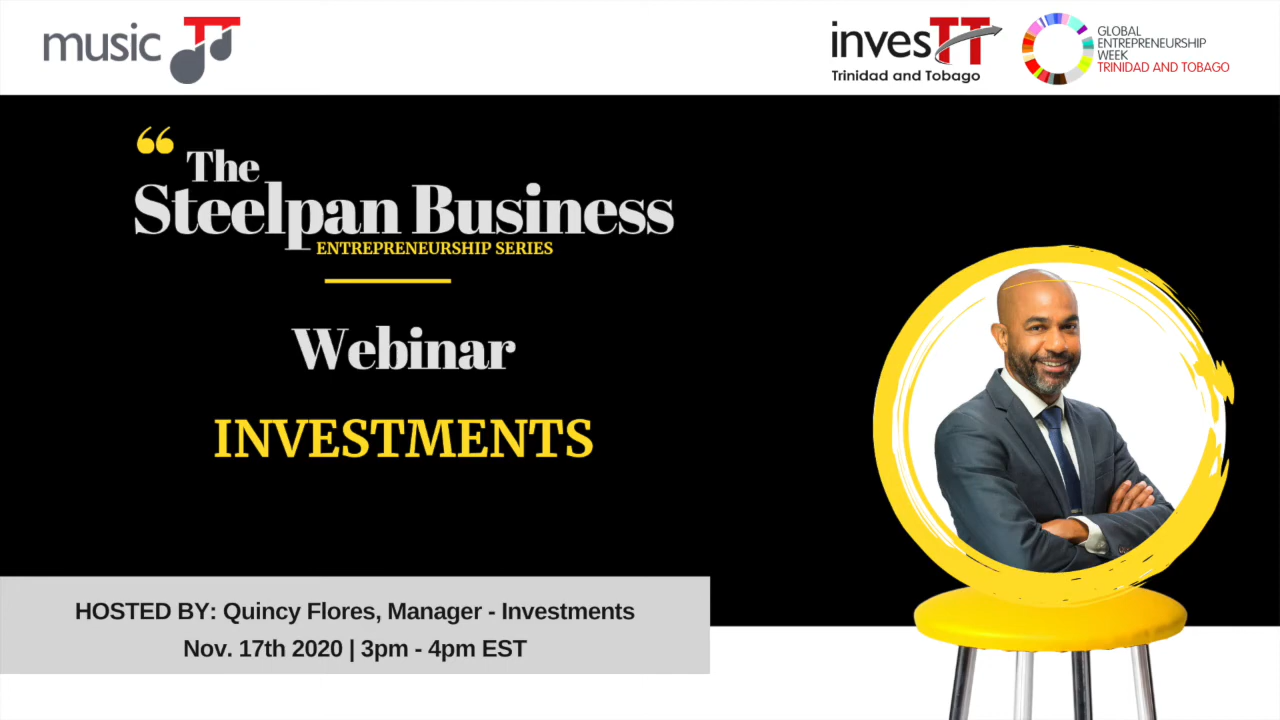 music TT
invesTT
Trinidad and Tobago
GLOBAL
ENTREPRENEURSHIP
WEEK
TRINIDAD AND TOBAGO
“
The
Steelpan Business
ENTREPRENEURSHIP SERIES
Webinar
INVESTMENTS
HOSTED BY: Quincy Flores, Manager - Investments
Nov. 17th 2020 | 3pm - 4pm EST